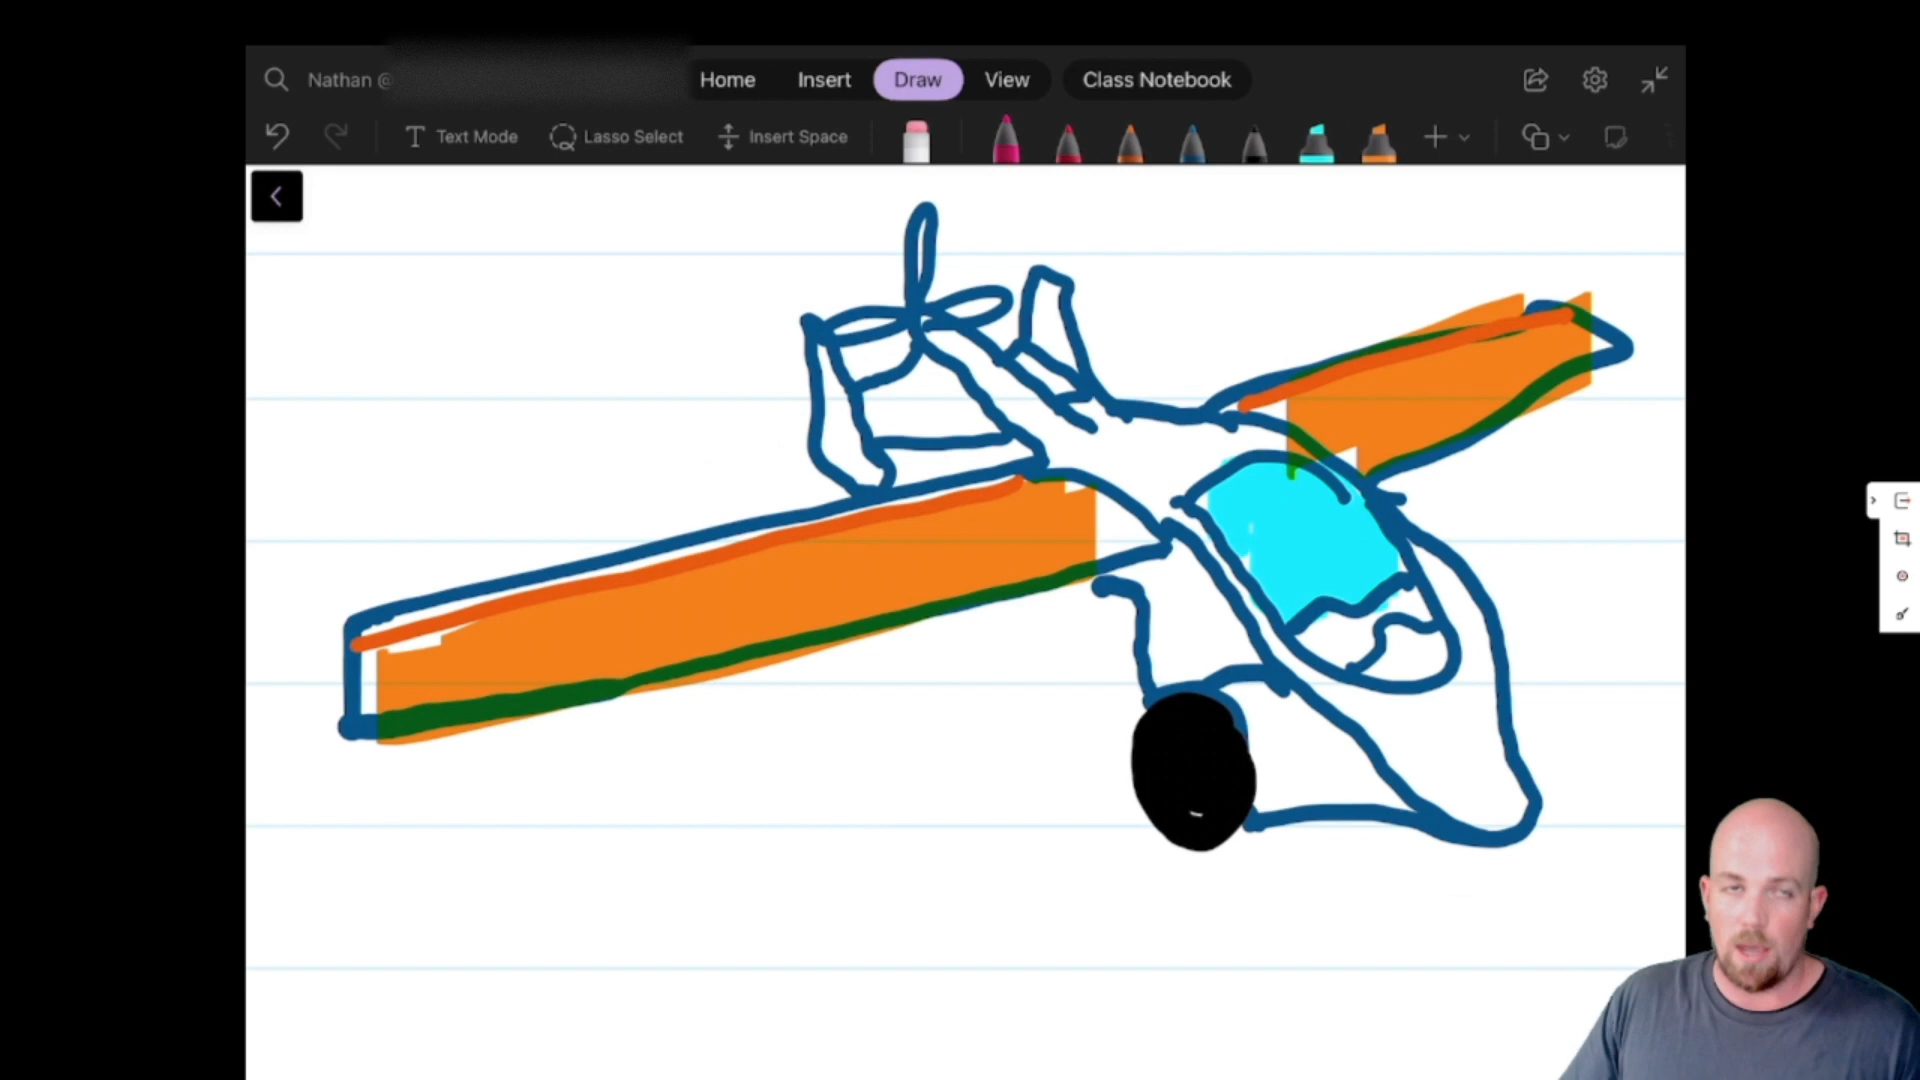 Nathan @
Home Insert Draw View Class Notebook
Text Mode Lasso Select Insert Space